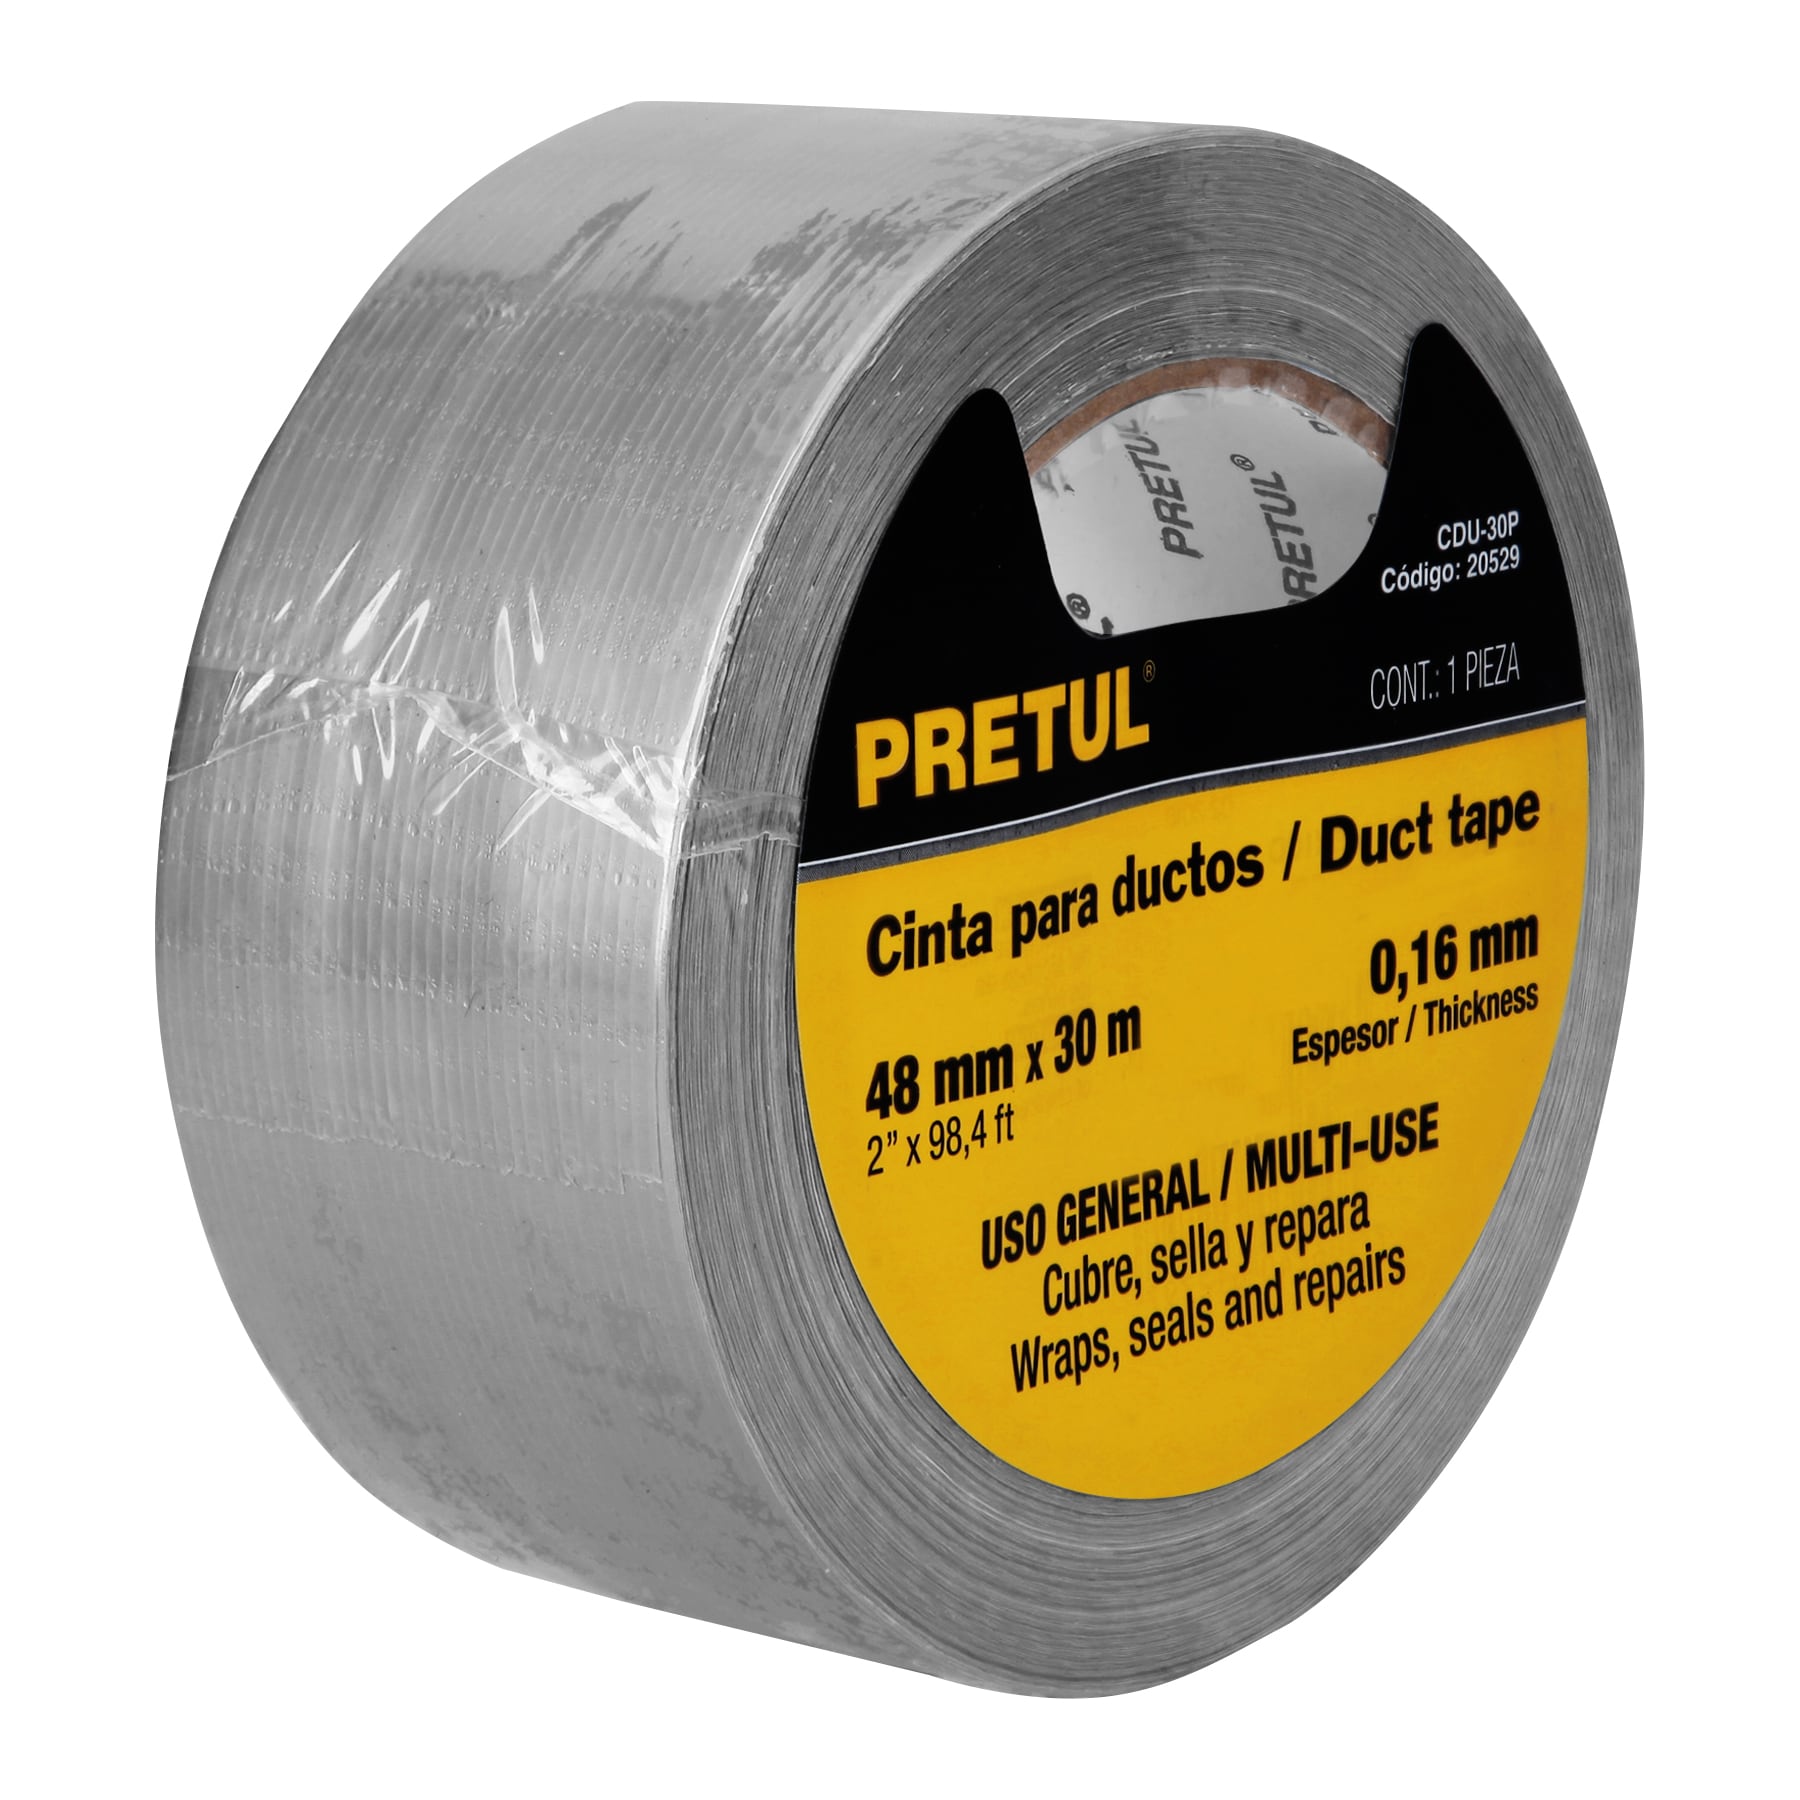 PRETUL®
PRETUL®
CDU-30P
Código: 20529
CONT.: 1 PIEZA
PRETUL®
Cinta para ductos / Duct tape
0,16 mm
Espesor / Thickness
48 mm x 30 m
2” x 98,4 ft
USO GENERAL / MULTI-USE
Cubre, sella y repara
Wraps, seals and repairs